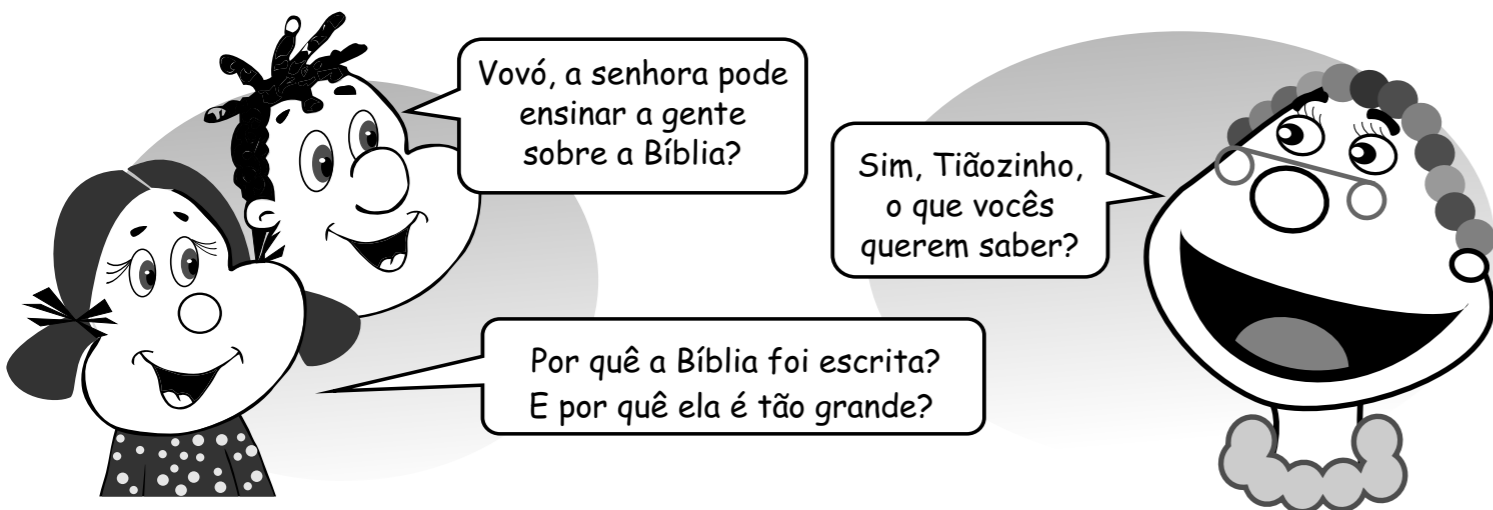 Vovó, a senhora pode
ensinar a gente
sobre a Bíblia?
Sim, Tiãozinho,
o que vocês
querem saber?
Por quê a Bíblia foi escrita?
E por quê ela é tão grande?